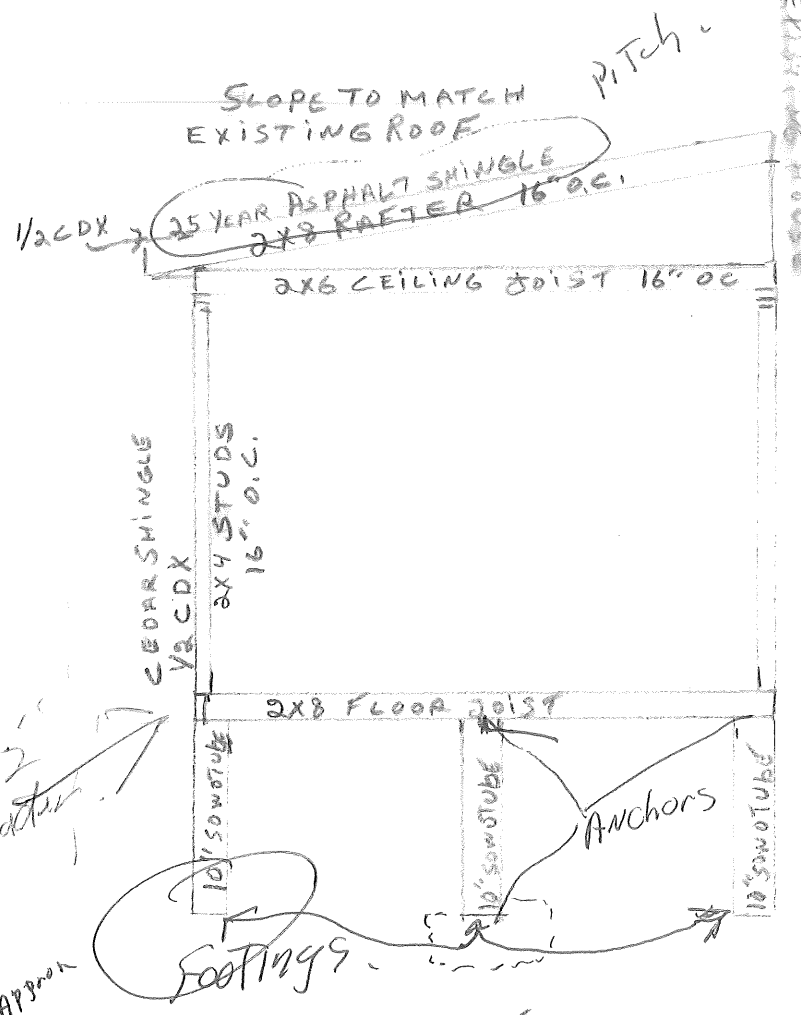 PiTch.
SLOPE TO MATCH
EXISTING ROOF
25 YEAR ASPHALT SHINGLE
1/2 CDX
2X8 RAFTER 16" O.C.
2X6 CEILING JOIST 16" OC
CEDAR SHINGLE
1/2 CDX
2X4 STUDS
16" O.C.
2X8 FLOOR JOIST
10" SONOTUBE
10" SONOTUBE
10" SONOTUBE
ANchors
Footings.
Approx